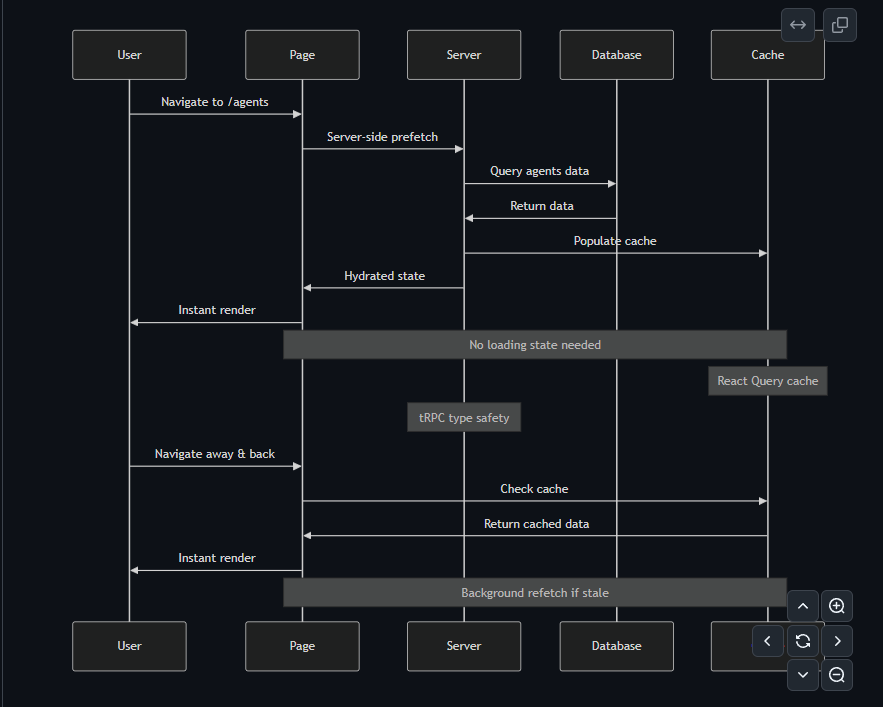 User
Page
Server
Database
Cache
Navigate to /agents
Server-side prefetch
Query agents data
Return data
Populate cache
Hydrated state
Instant render
No loading state needed
React Query cache
tRPC type safety
Navigate away & back
Check cache
Return cached data
Instant render
Background refetch if stale
User
Page
Server
Database